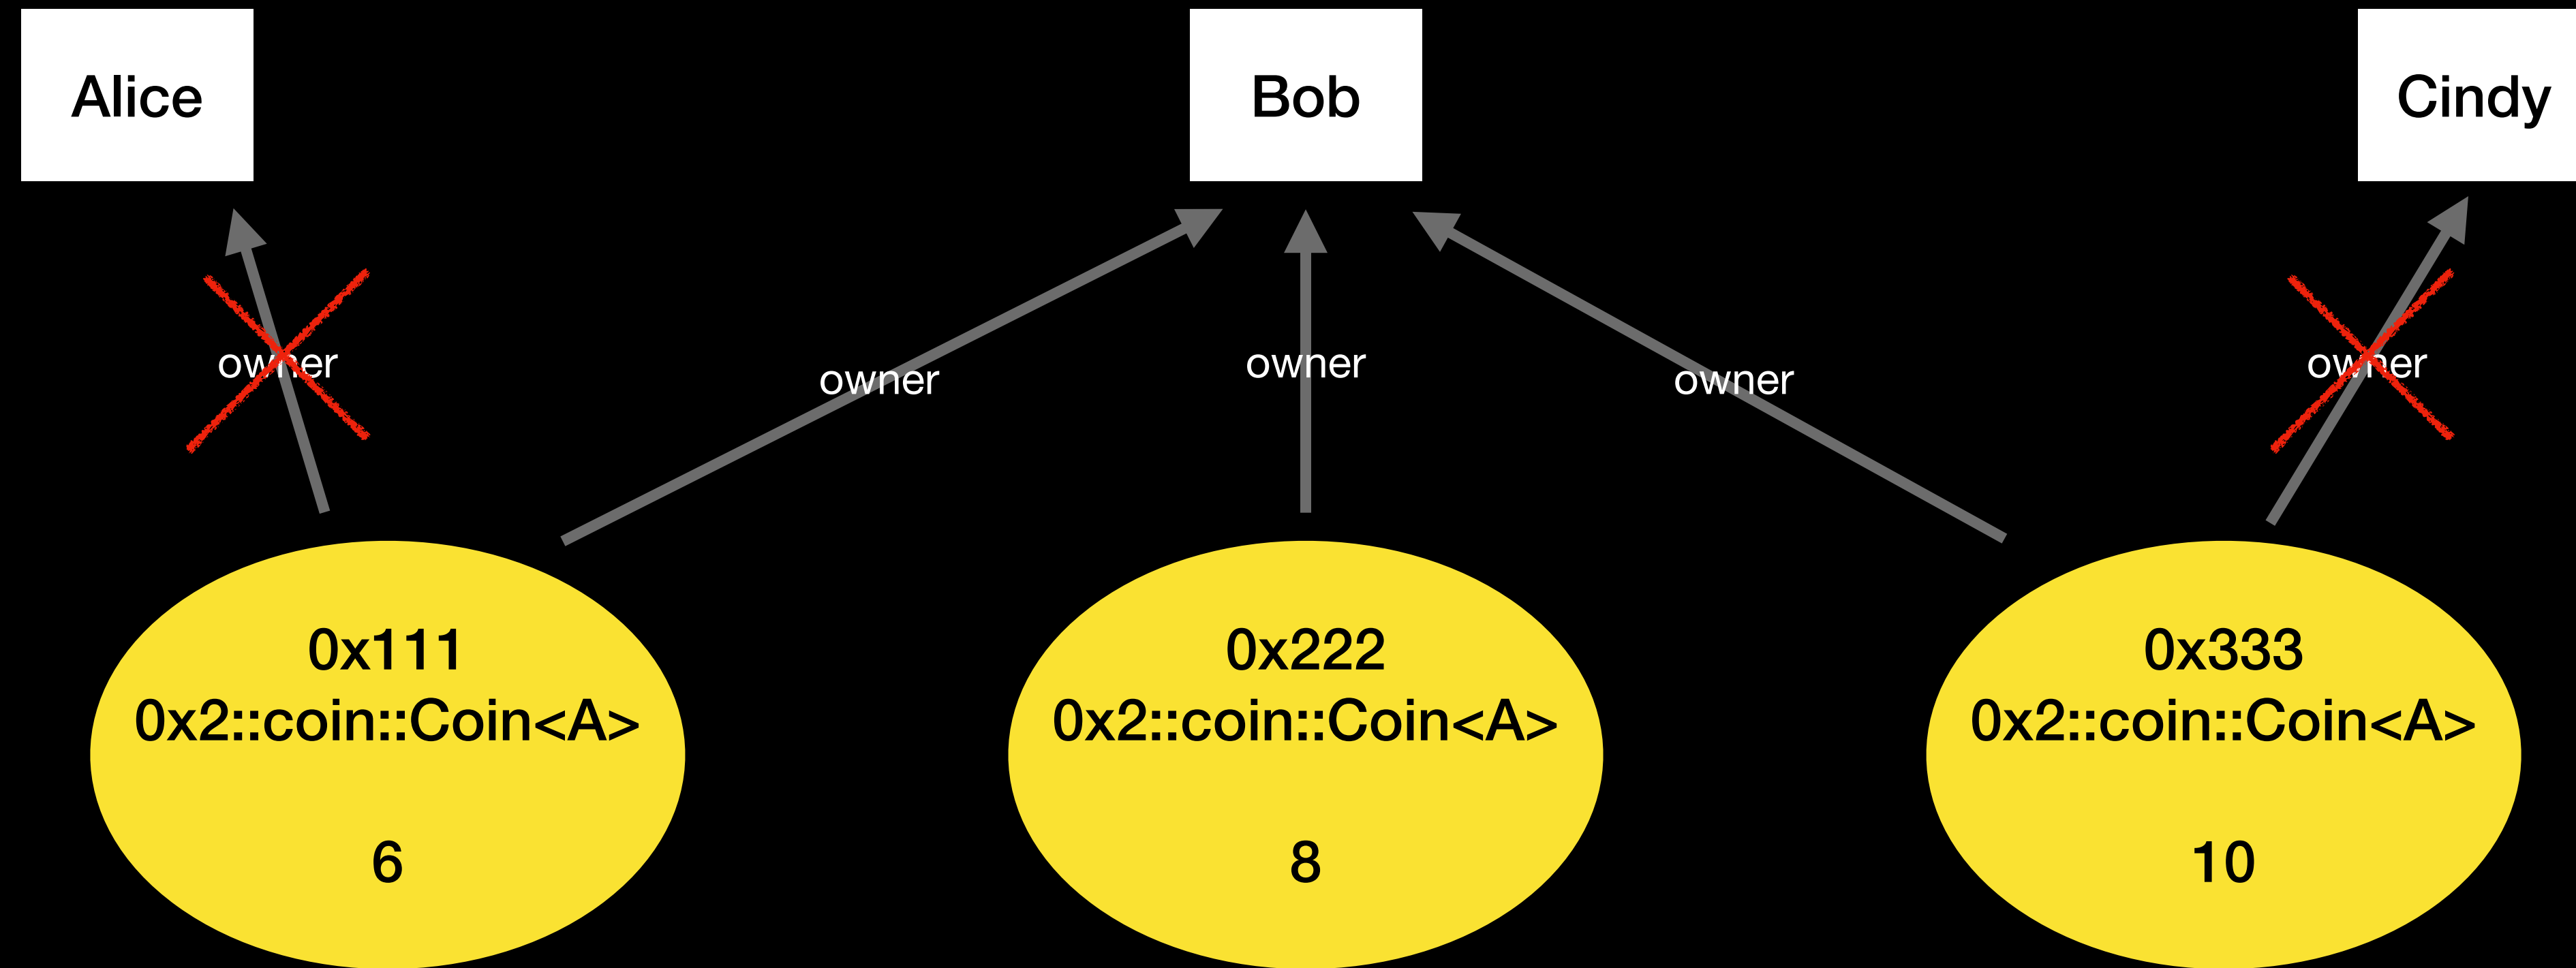 Alice
Bob
Cindy
owner
owner
owner
owner
owner
0x111
0x2::coin::Coin<A>
6
0x222
0x2::coin::Coin<A>
8
0x333
0x2::coin::Coin<A>
10